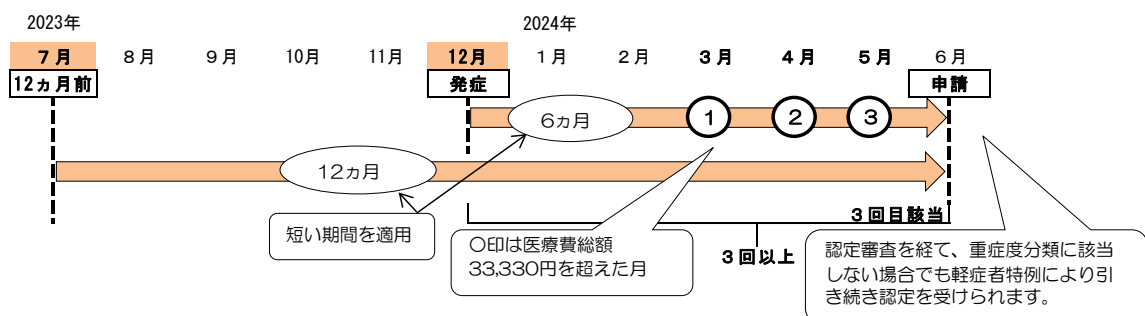 2023年 2024年
7月 8月 9月 10月 11月 12月 1月 2月 3月 4月 5月 6月
12ヵ月前 発症 申請
6ヵ月 1 2 3
12ヵ月
3回目該当
短い期間を適用
〇印は医療費総額
33,330円を超えた月
3回以上
認定審査を経て、重症度分類に該当
しない場合でも軽症者特例により引
き続き認定を受けられます。